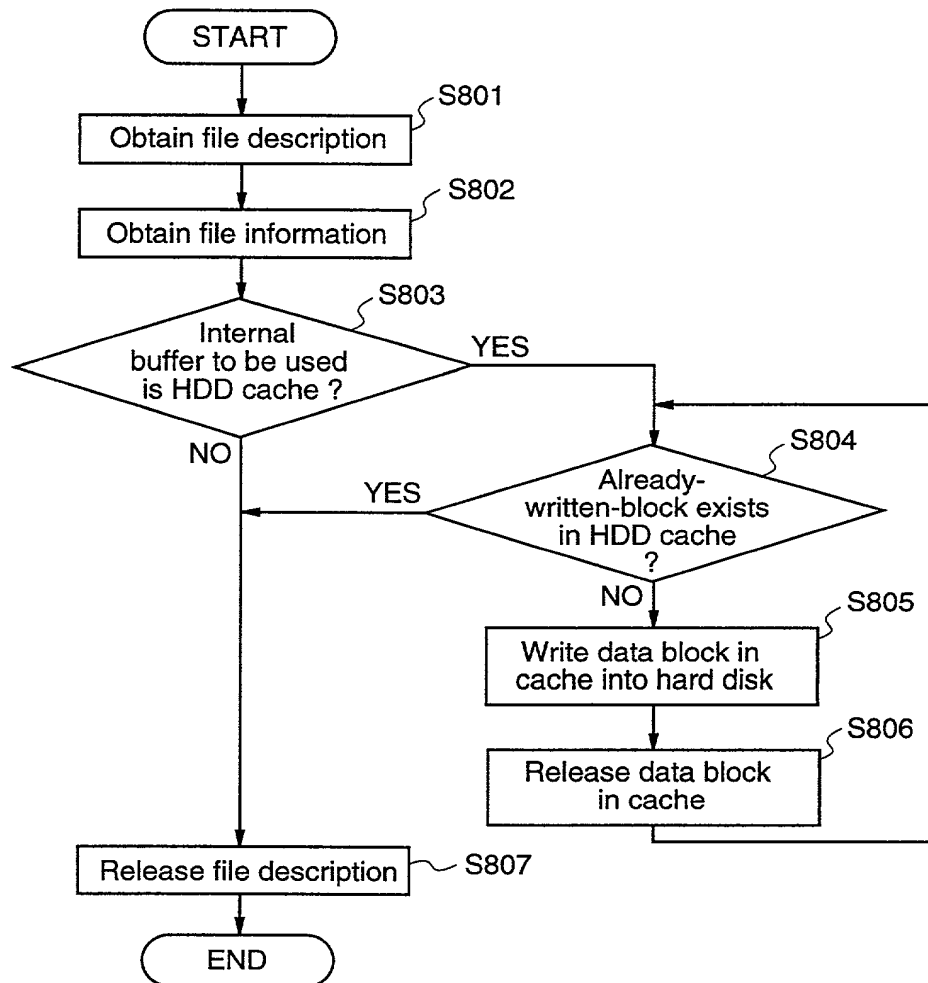 START
S801
Obtain file description
S802
Obtain file information
S803
Internal
buffer to be used
is HDD cache ?
YES
NO
S804
Already-
written-block exists
in HDD cache
?
YES
NO
S805
Write data block in
cache into hard disk
S806
Release data block
in cache
S807
Release file description
END